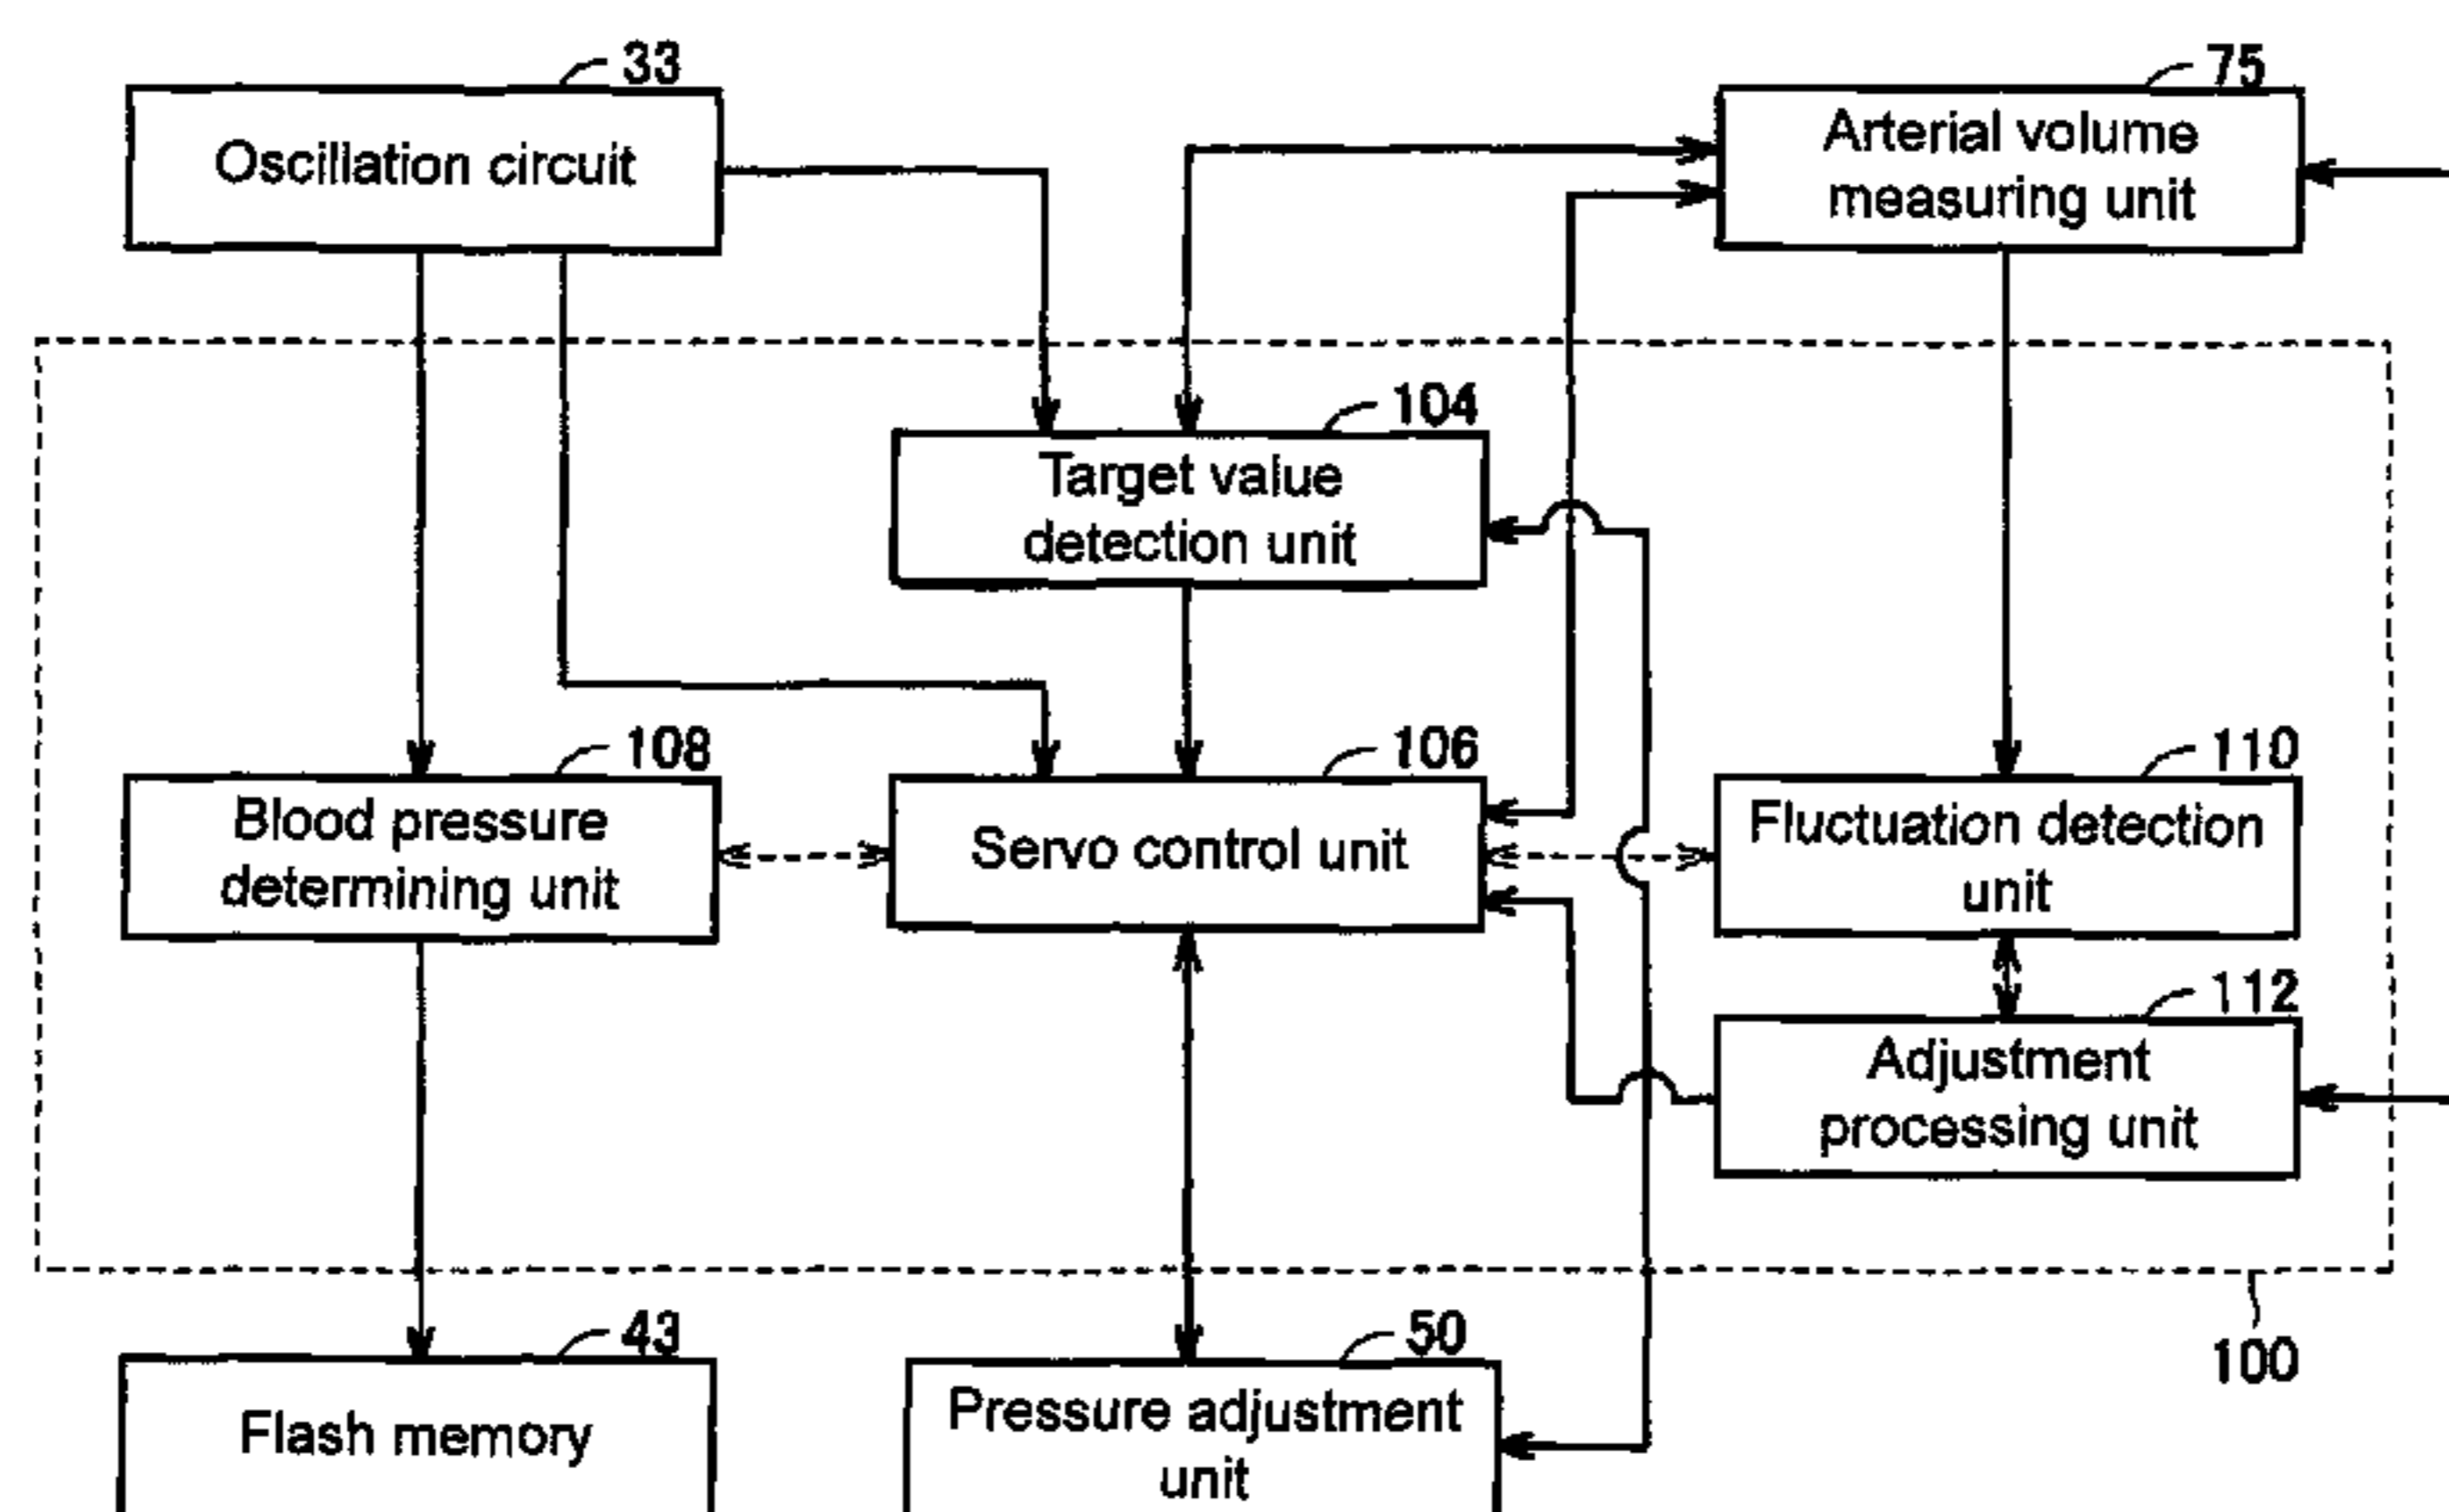 33
Oscillation circuit
75
Arterial volume
measuring unit
104
Target value
detection unit
108
Blood pressure
determining unit
106
Servo control unit
110
Fluctuation detection
unit
112
Adjustment
processing unit
100
43
Flash memory
50
Pressure adjustment
unit